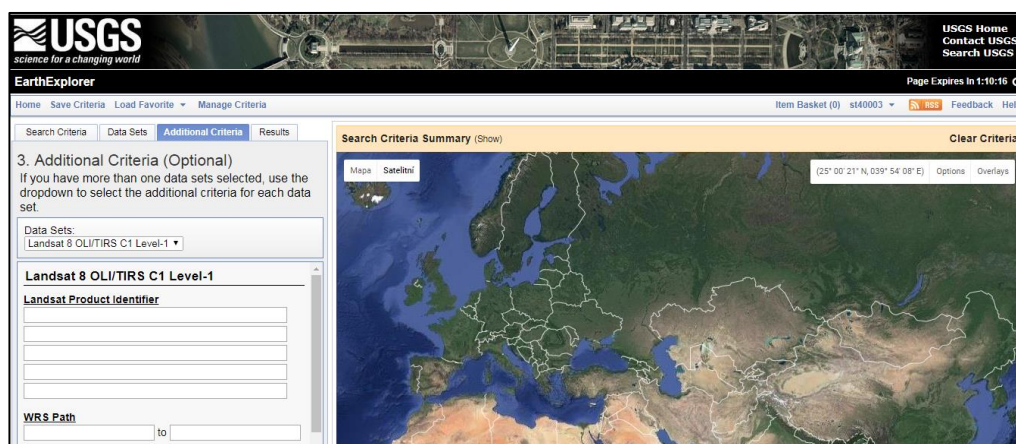 USGS
science for a changing world
USGS Home
Contact USGS
Search USGS
EarthExplorer
Page Expires In 1:10:16
Home Save Criteria Load Favorite Manage Criteria
Item Basket (0) st40003 RSS Feedback Hel
Search Criteria Data Sets Additional Criteria Results
3. Additional Criteria (Optional)
If you have more than one data sets selected, use the
dropdown to select the additional criteria for each data
set.
Data Sets:
Landsat 8 OLI/TIRS C1 Level-1
Landsat 8 OLI/TIRS C1 Level-1
Landsat Product Identifier
WRS Path
to
Search Criteria Summary (Show)
Clear Criteria
Mapa Satelitní
(25° 00' 21" N, 039° 54' 08" E) Options Overlays